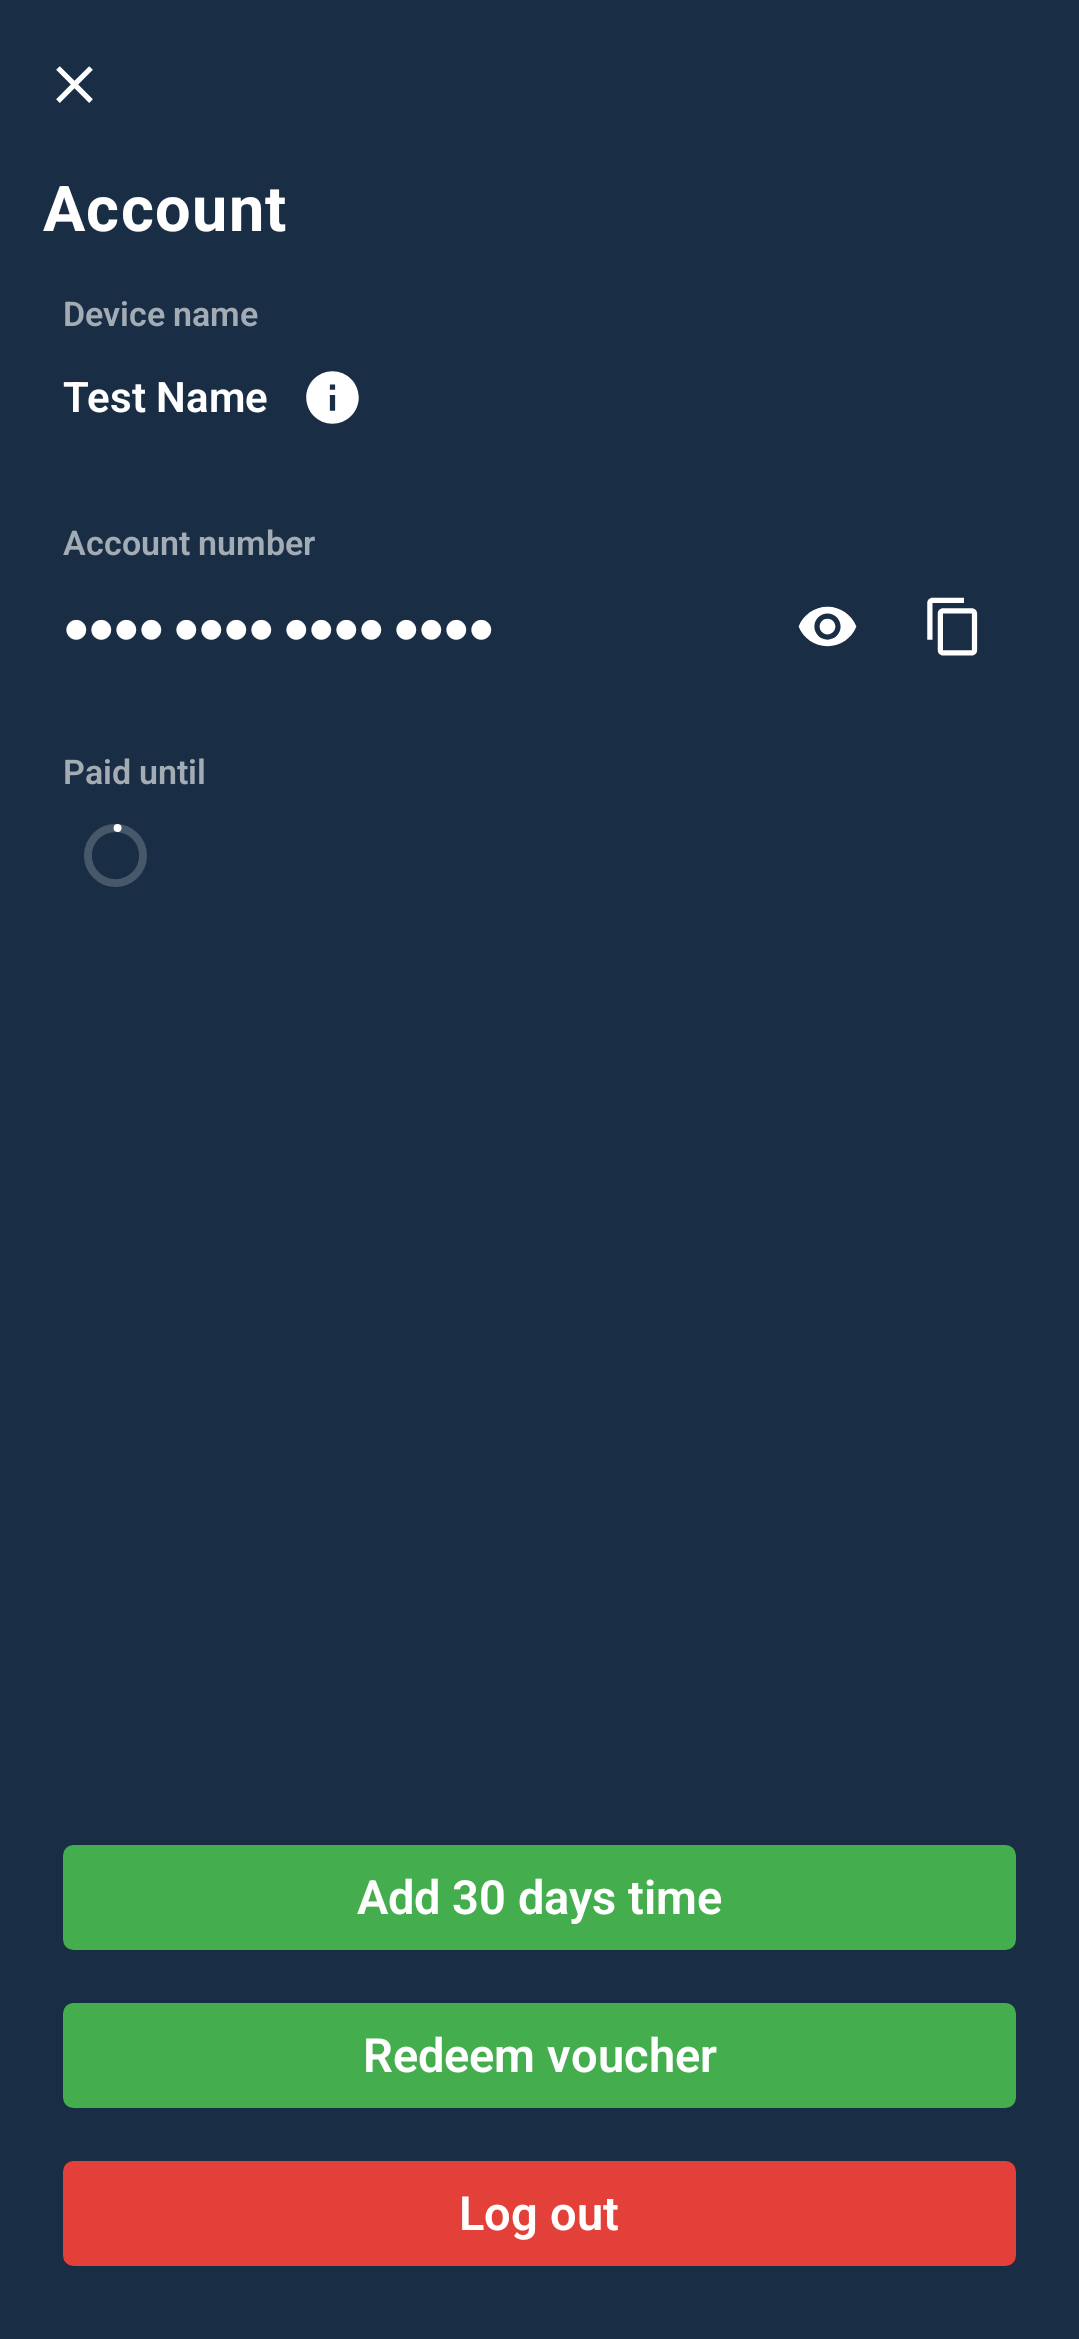 Account
Device name
Test Name
Account number
●●●● ●●●● ●●●● ●●●●
Paid until
Add 30 days time
Redeem voucher
Log out